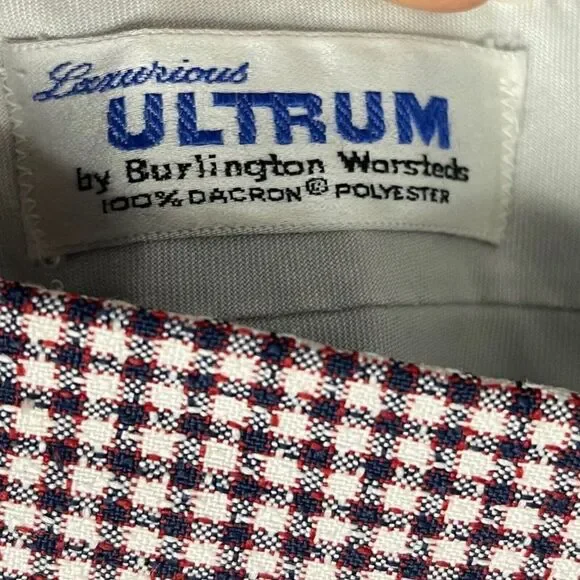 Luxurious
ULTRUM
by Burlington Worsteds
100% DACRON® POLYESTER